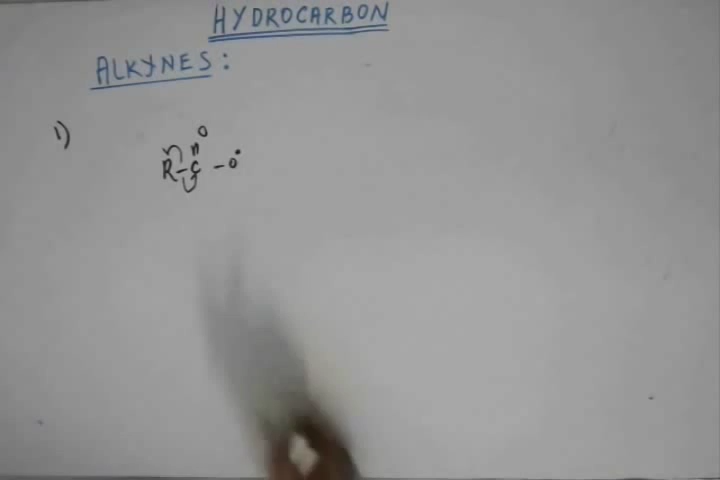 HYDROCARBON
ALKYNES:
1)
O
R-C-O